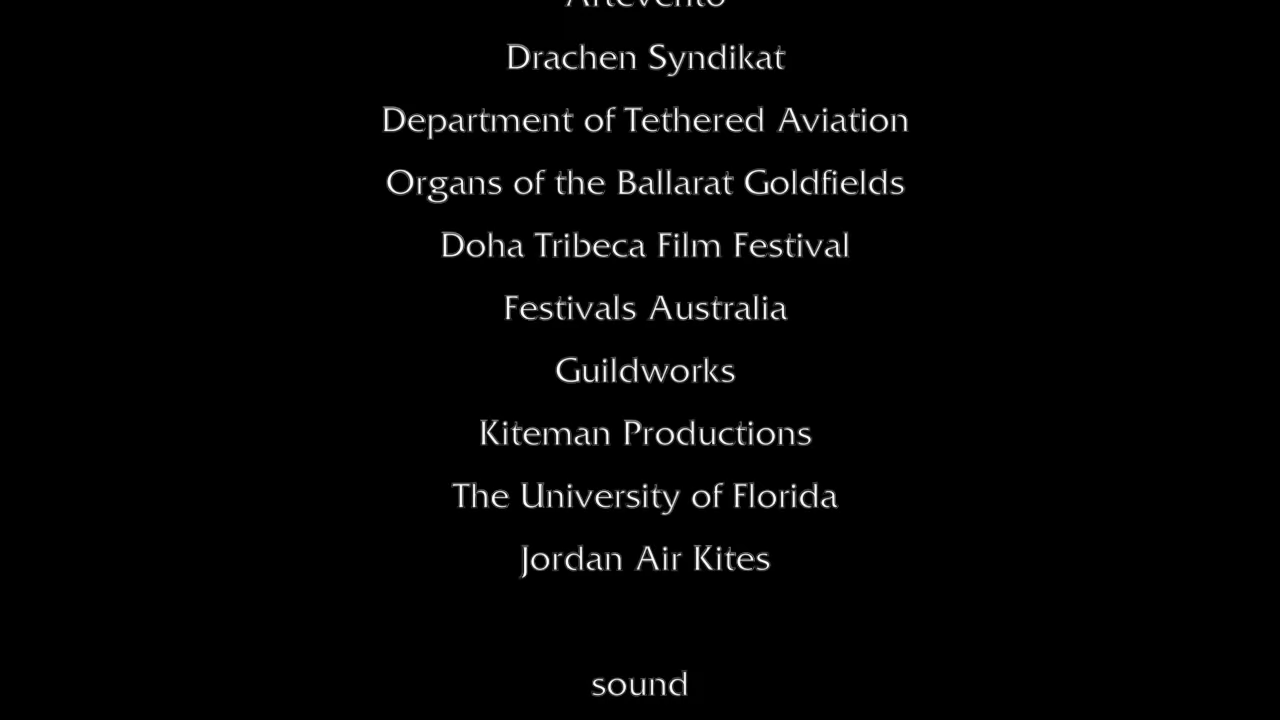 Artevento
Drachen Syndikat
Department of Tethered Aviation
Organs of the Ballarat Goldfields
Doha Tribeca Film Festival
Festivals Australia
Guildworks
Kiteman Productions
The University of Florida
Jordan Air Kites
sound